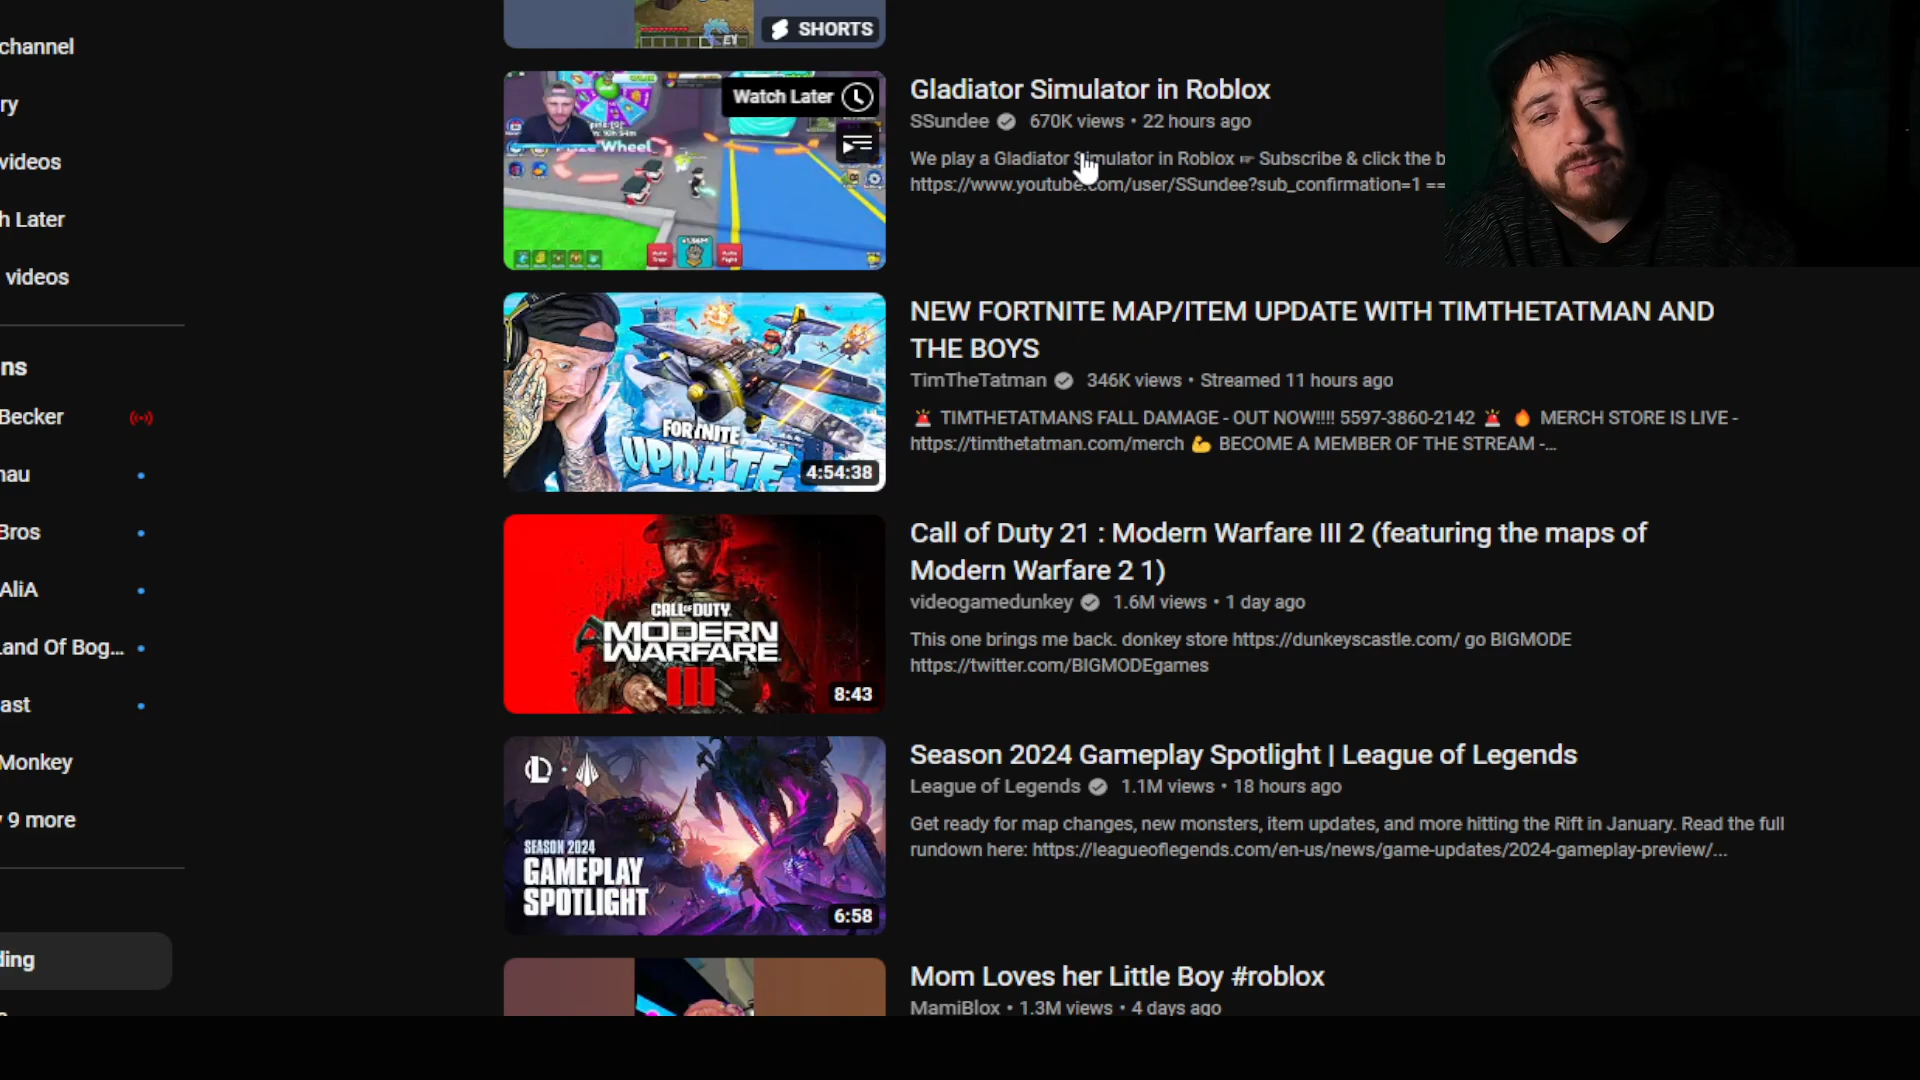 channel
ry
videos
h Later
videos
ns
Becker
nau
Bros
AliA
Land Of Bog...
ast
Monkey
9 more
ding
SHORTS
EY
Watch Later
Wheel
Gladiator Simulator in Roblox
SSundee 670K views • 22 hours ago
We play a Gladiator Simulator in Roblox ☞ Subscribe & click the b
https://www.youtube.com/user/SSundee?sub_confirmation=1 ==
FORTNITE
UPDATE
4:54:38
NEW FORTNITE MAP/ITEM UPDATE WITH TIMTHETATMAN AND
THE BOYS
TimTheTatman 346K views • Streamed 11 hours ago
🚨 TIMTHETATMANS FALL DAMAGE - OUT NOW!!!! 5597-3860-2142 🚨 🔥 MERCH STORE IS LIVE -
https://timthetatman.com/merch 💪 BECOME A MEMBER OF THE STREAM -...
CALL OF DUTY
MODERN
WARFARE
III
8:43
Call of Duty 21 : Modern Warfare III 2 (featuring the maps of
Modern Warfare 2 1)
videogamedunkey 1.6M views • 1 day ago
This one brings me back. donkey store https://dunkeyscastle.com/ go BIGMODE
https://twitter.com/BIGMODEgames
SEASON 2024
GAMEPLAY
SPOTLIGHT
6:58
Season 2024 Gameplay Spotlight | League of Legends
League of Legends 1.1M views • 18 hours ago
Get ready for map changes, new monsters, item updates, and more hitting the Rift in January. Read the full
rundown here: https://leagueoflegends.com/en-us/news/game-updates/2024-gameplay-preview/...
Mom Loves her Little Boy #roblox
MamiBlox • 1.3M views • 4 days ago